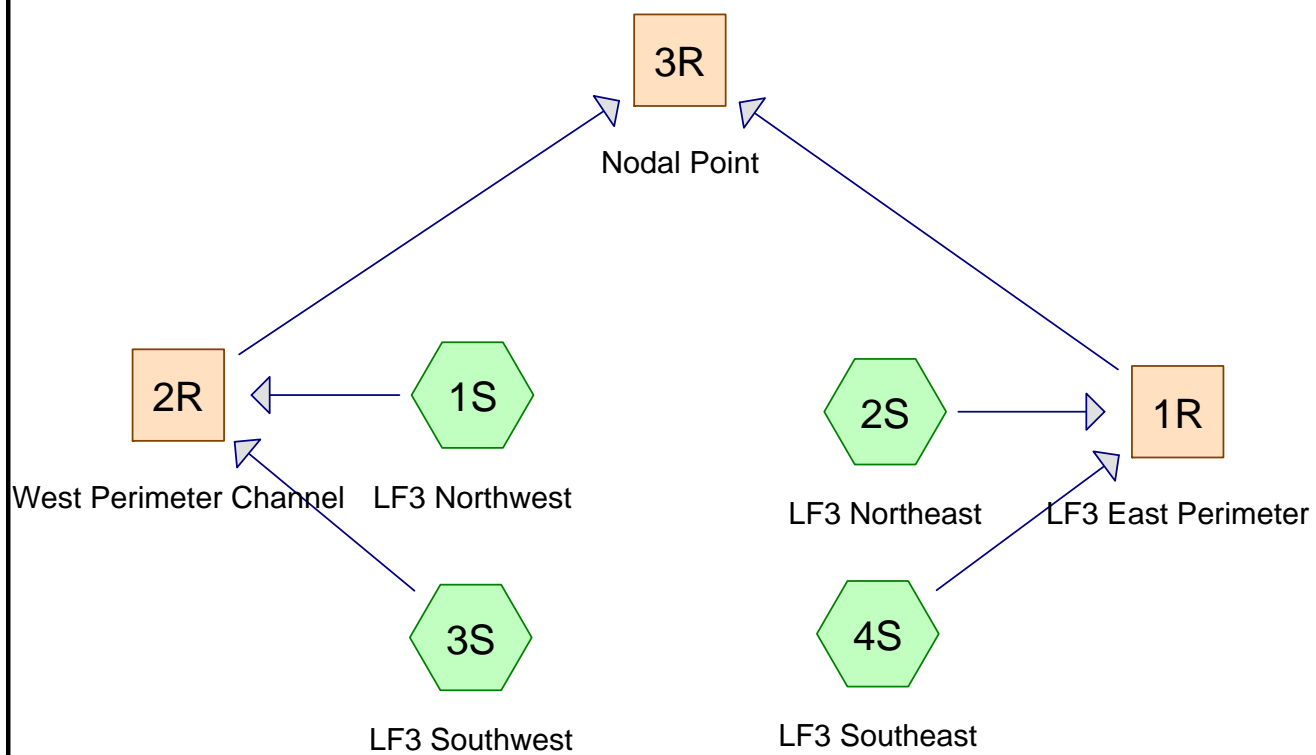 3R
Nodal Point
2R
1S
2S
1R
West Perimeter Channel
LF3 Northwest
LF3 Northeast
LF3 East Perimeter
3S
4S
LF3 Southwest
LF3 Southeast